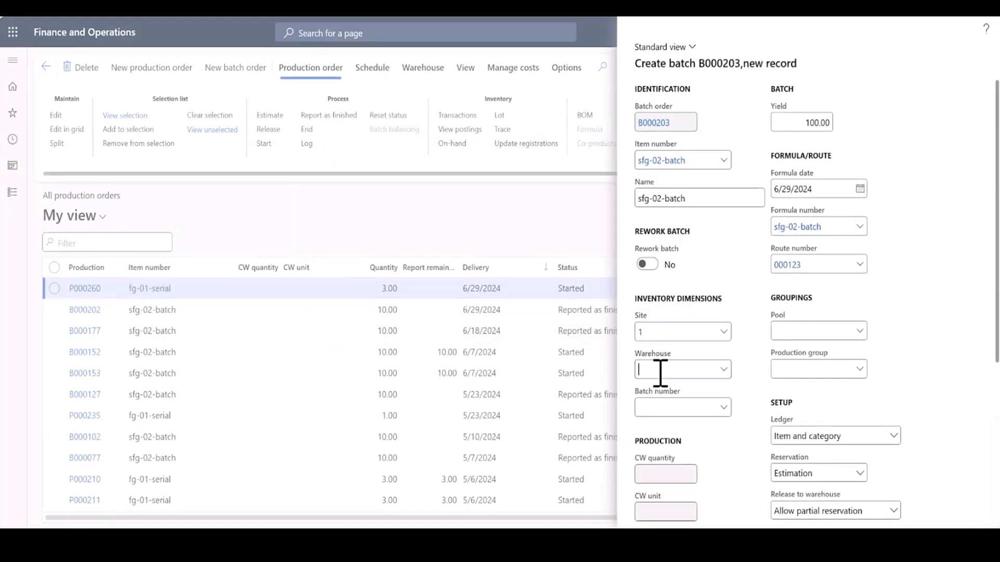 Finance and Operations
Search for a page
?
Delete New production order New batch order Production order Schedule Warehouse View Manage costs Options
Maintain
Edit
Edit in grid
Split
Selection list
View selection Clear selection
Add to selection View unselected
Remove from selection
Process
Estimate Report as finished Reset status
Release End Batch balancing
Start Log
Inventory
Transactions Lot
View postings Trace
On-hand Update registrations
BOM
Formula
Co-products
All production orders
My view
Filter
Production Item number CW quantity CW unit Quantity Report remain... Delivery Status
P000260 fg-01-serial 3.00 6/29/2024 Started
B000202 sfg-02-batch 10.00 6/29/2024 Reported as fini
B000177 sfg-02-batch 10.00 6/18/2024 Reported as fini
B000152 sfg-02-batch 10.00 10.00 6/7/2024 Started
B000153 sfg-02-batch 10.00 10.00 6/7/2024 Started
B000127 sfg-02-batch 10.00 5/23/2024 Reported as fini
P000235 fg-01-serial 1.00 5/23/2024 Started
B000102 sfg-02-batch 10.00 5/10/2024 Reported as fini
B000077 sfg-02-batch 10.00 5/7/2024 Reported as fini
P000210 fg-01-serial 3.00 3.00 5/6/2024 Started
P000211 fg-01-serial 3.00 3.00 5/6/2024 Started
Standard view
Create batch B000203,new record
IDENTIFICATION
Batch order
B000203
Item number
sfg-02-batch
Name
sfg-02-batch
REWORK BATCH
Rework batch
No
INVENTORY DIMENSIONS
Site
1
Warehouse
Batch number
PRODUCTION
CW quantity
CW unit
BATCH
Yield
100.00
FORMULA/ROUTE
Formula date
6/29/2024
Formula number
sfg-02-batch
Route number
000123
GROUPINGS
Pool
Production group
SETUP
Ledger
Item and category
Reservation
Estimation
Release to warehouse
Allow partial reservation